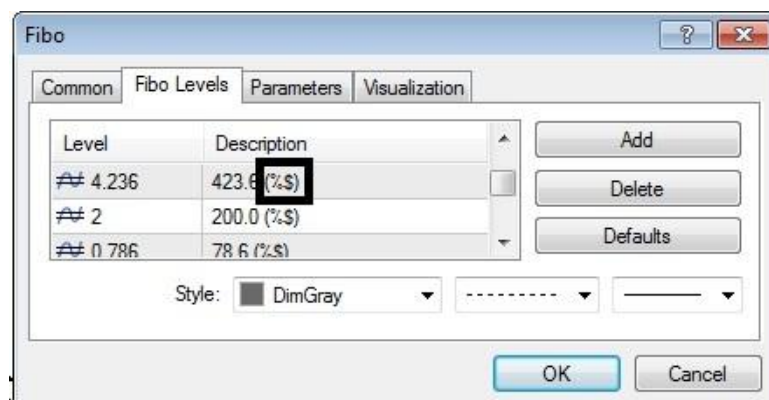 Fibo
Common Fibo Levels Parameters Visualization
Level Description
4.236 423.6 (%$)
2 200.0 (%$)
0.786 78.6 (%$)
Add
Delete
Defaults
Style: DimGray
OK Cancel